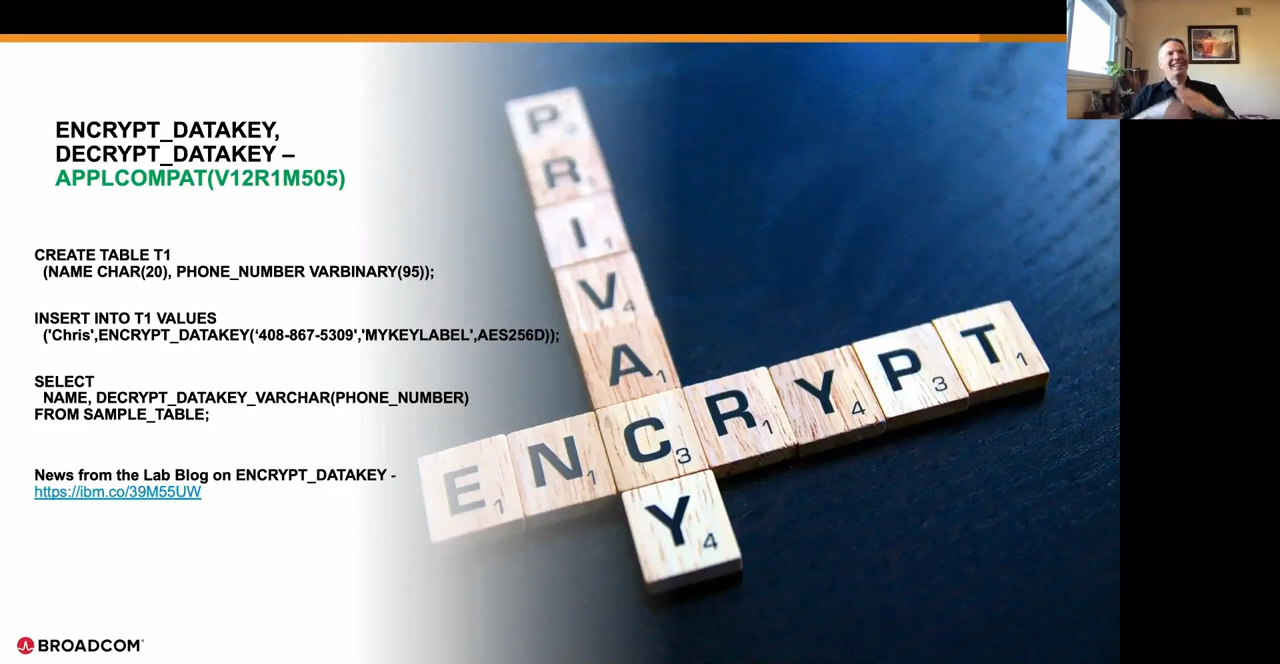 ENCRYPT_DATAKEY,
DECRYPT_DATAKEY –
APPLCOMPAT(V12R1M505)
CREATE TABLE T1
(NAME CHAR(20), PHONE_NUMBER VARBINARY(95));
INSERT INTO T1 VALUES
('Chris',ENCRYPT_DATAKEY(‘408-867-5309','MYKEYLABEL',AES256D));
SELECT
NAME, DECRYPT_DATAKEY_VARCHAR(PHONE_NUMBER)
FROM SAMPLE_TABLE;
News from the Lab Blog on ENCRYPT_DATAKEY -
https://ibm.co/39M55UW
PRIVACY
ENCRYPT
BROADCOM